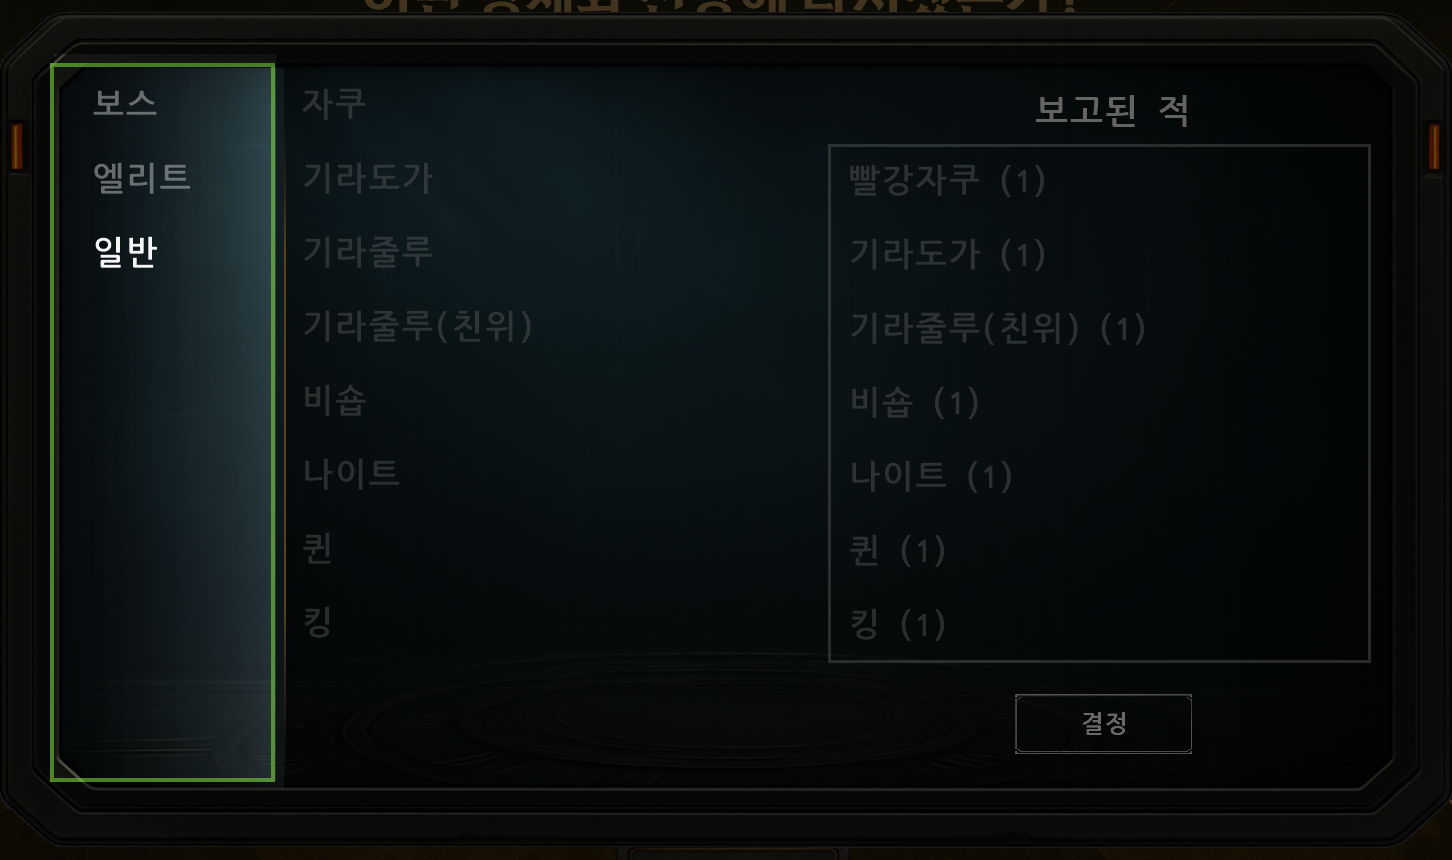 보스
엘리트
일반
자쿠
기라도가
기라줄루
기라줄루(친위)
비숍
나이트
퀸
킹
보고된 적
빨강자쿠 (1)
기라도가 (1)
기라줄루(친위) (1)
비숍 (1)
나이트 (1)
퀸 (1)
킹 (1)
결정